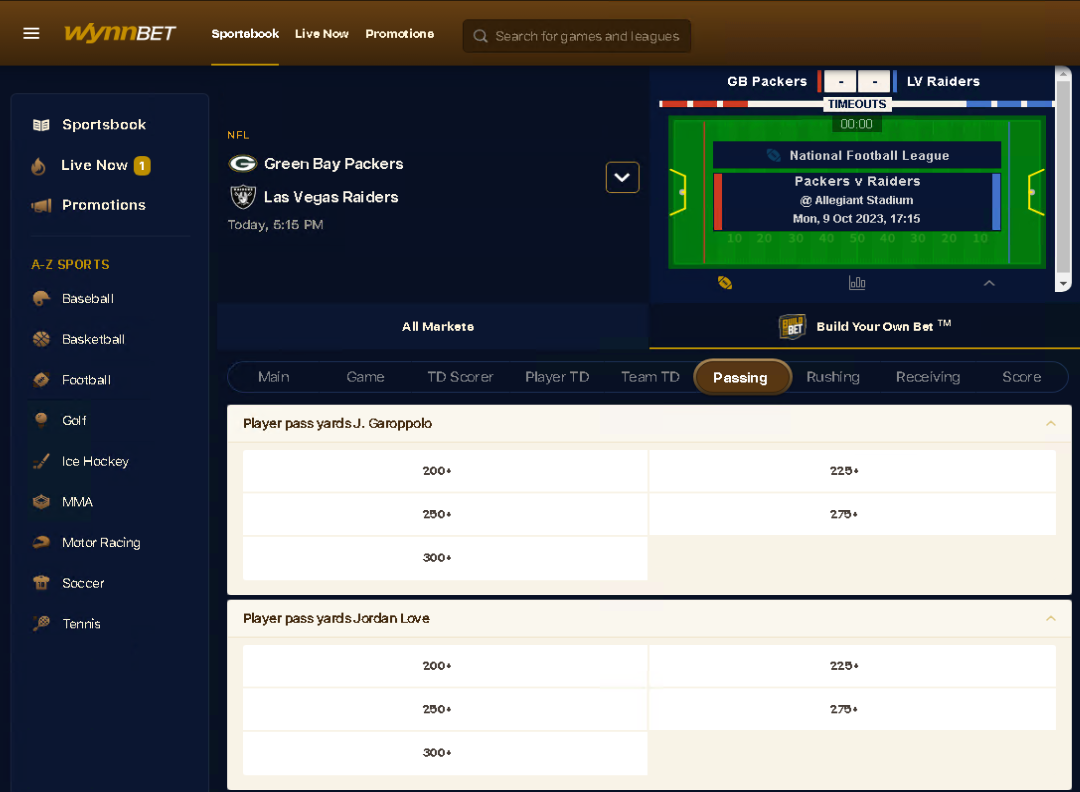 WynnBET
Sportsbook Live Now Promotions
Search for games and leagues
Sportsbook
Live Now 1
Promotions
A-Z SPORTS
Baseball
Basketball
Football
Golf
Ice Hockey
MMA
Motor Racing
Soccer
Tennis
NFL
Green Bay Packers
Las Vegas Raiders
Today, 5:15 PM
GB Packers - - LV Raiders
TIMEOUTS
00:00
National Football League
Packers v Raiders
@ Allegiant Stadium
Mon, 9 Oct 2023, 17:15
10 20 30 40 50 40 30 20 10
All Markets
BUILD BET Build Your Own Bet TM
Main Game TD Scorer Player TD Team TD Passing Rushing Receiving Score
Player pass yards J. Garoppolo
200+ 225+
250+ 275+
300+
Player pass yards Jordan Love
200+ 225+
250+ 275+
300+